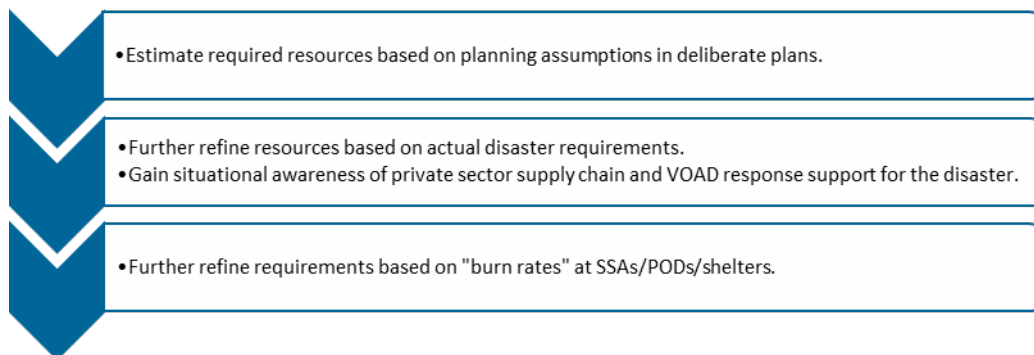 •Estimate required resources based on planning assumptions in deliberate plans.
•Further refine resources based on actual disaster requirements.
•Gain situational awareness of private sector supply chain and VOAD response support for the disaster.
•Further refine requirements based on "burn rates" at SSAs/PODs/shelters.